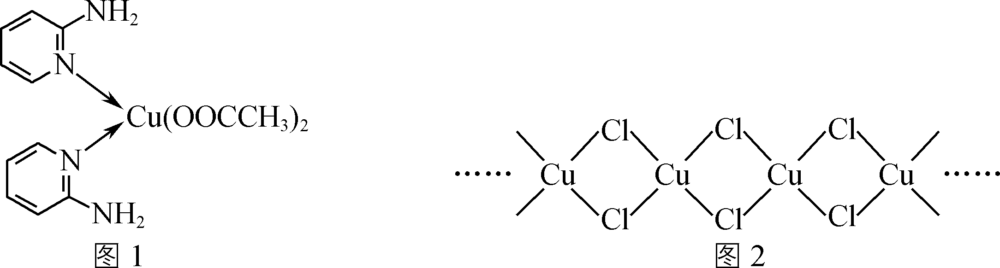 NH₂
N
Cu(OOCCH₃)₂
N
NH₂
图 1
Cl Cl Cl
…… Cu Cu Cu Cu ……
Cl Cl Cl
图 2